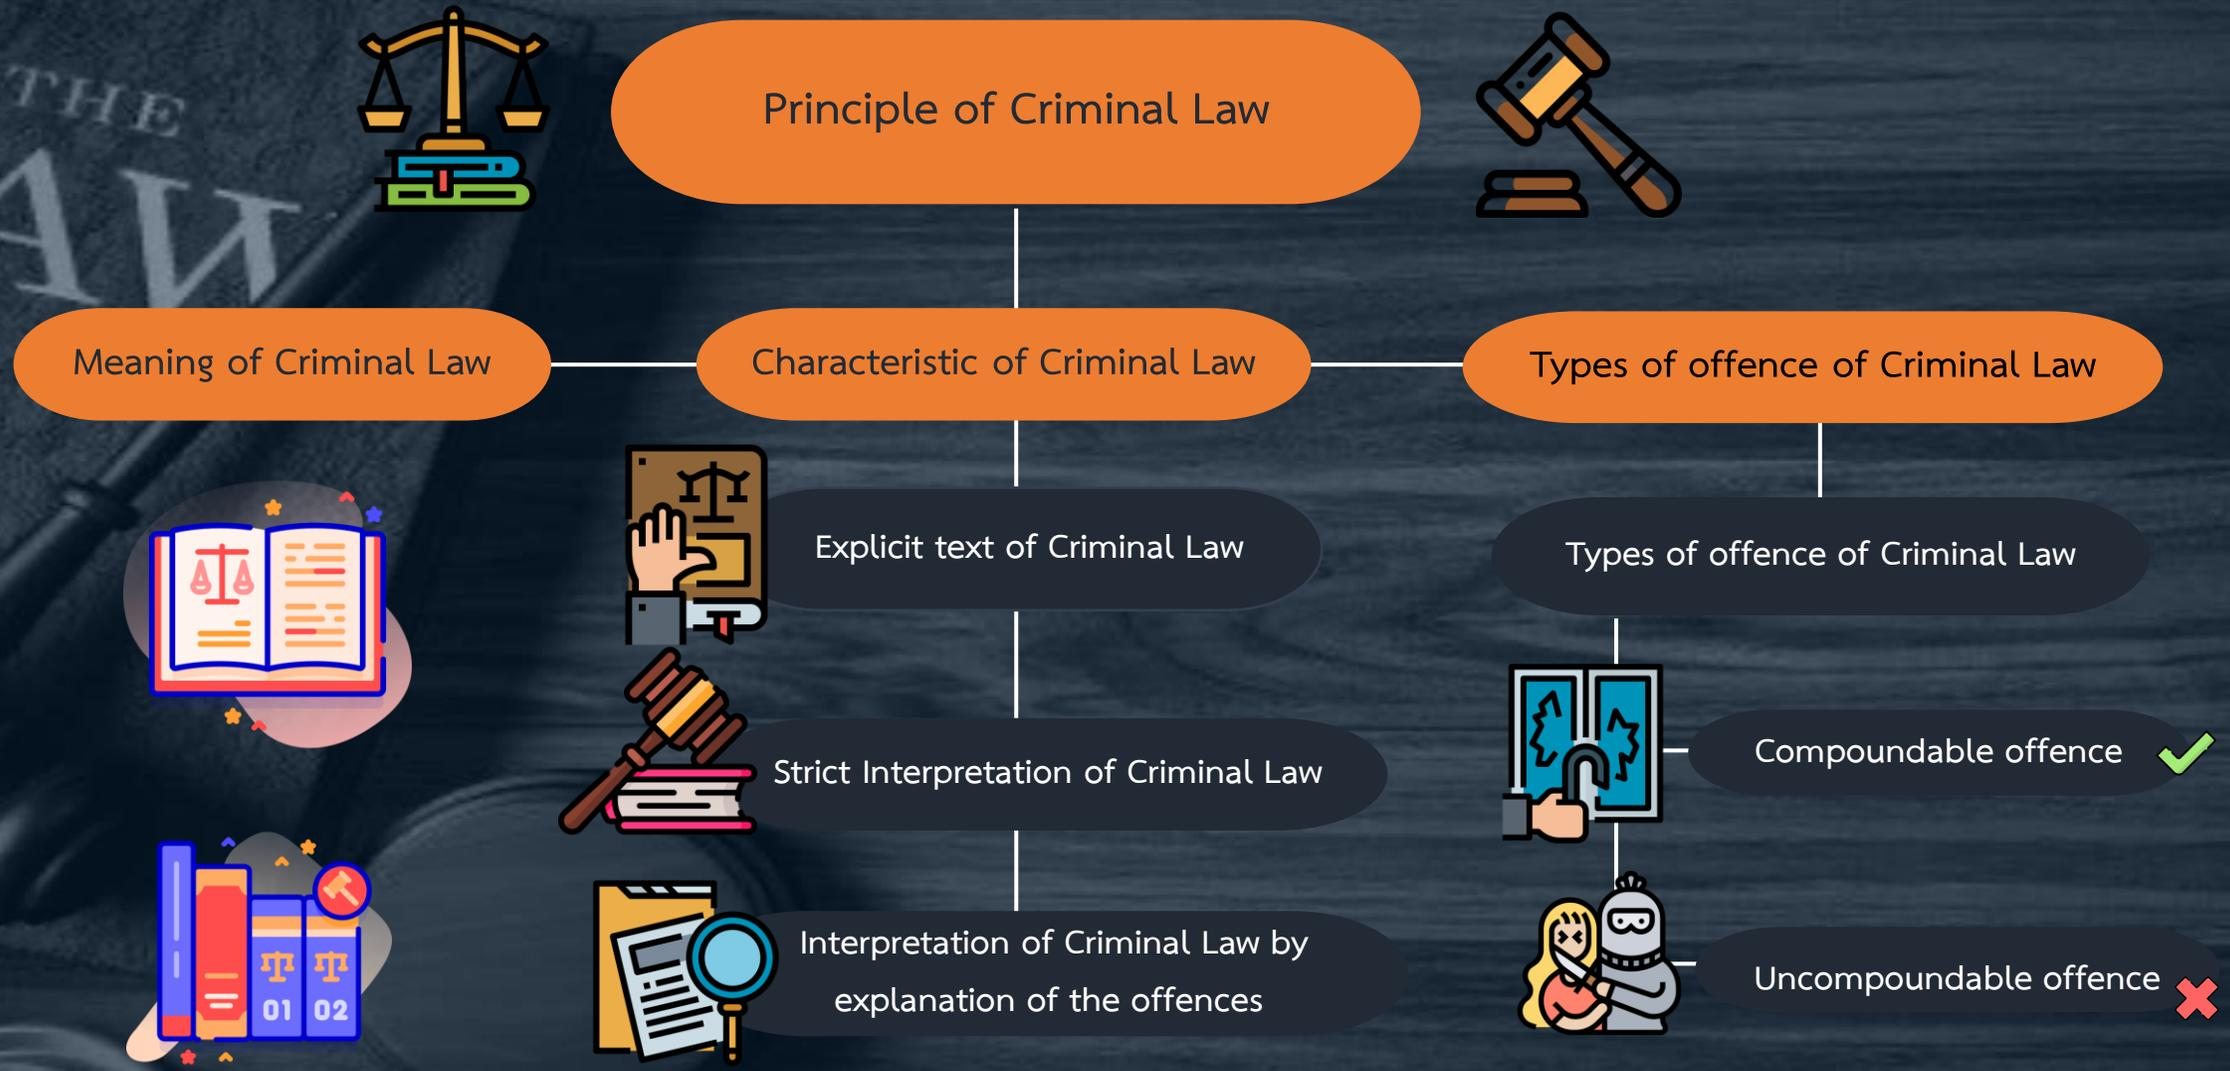 THE
AW
Principle of Criminal Law
Meaning of Criminal Law
Characteristic of Criminal Law
Types of offence of Criminal Law
Explicit text of Criminal Law
Types of offence of Criminal Law
Strict Interpretation of Criminal Law
Compoundable offence
Interpretation of Criminal Law by
explanation of the offences
Uncompoundable offence
01 02